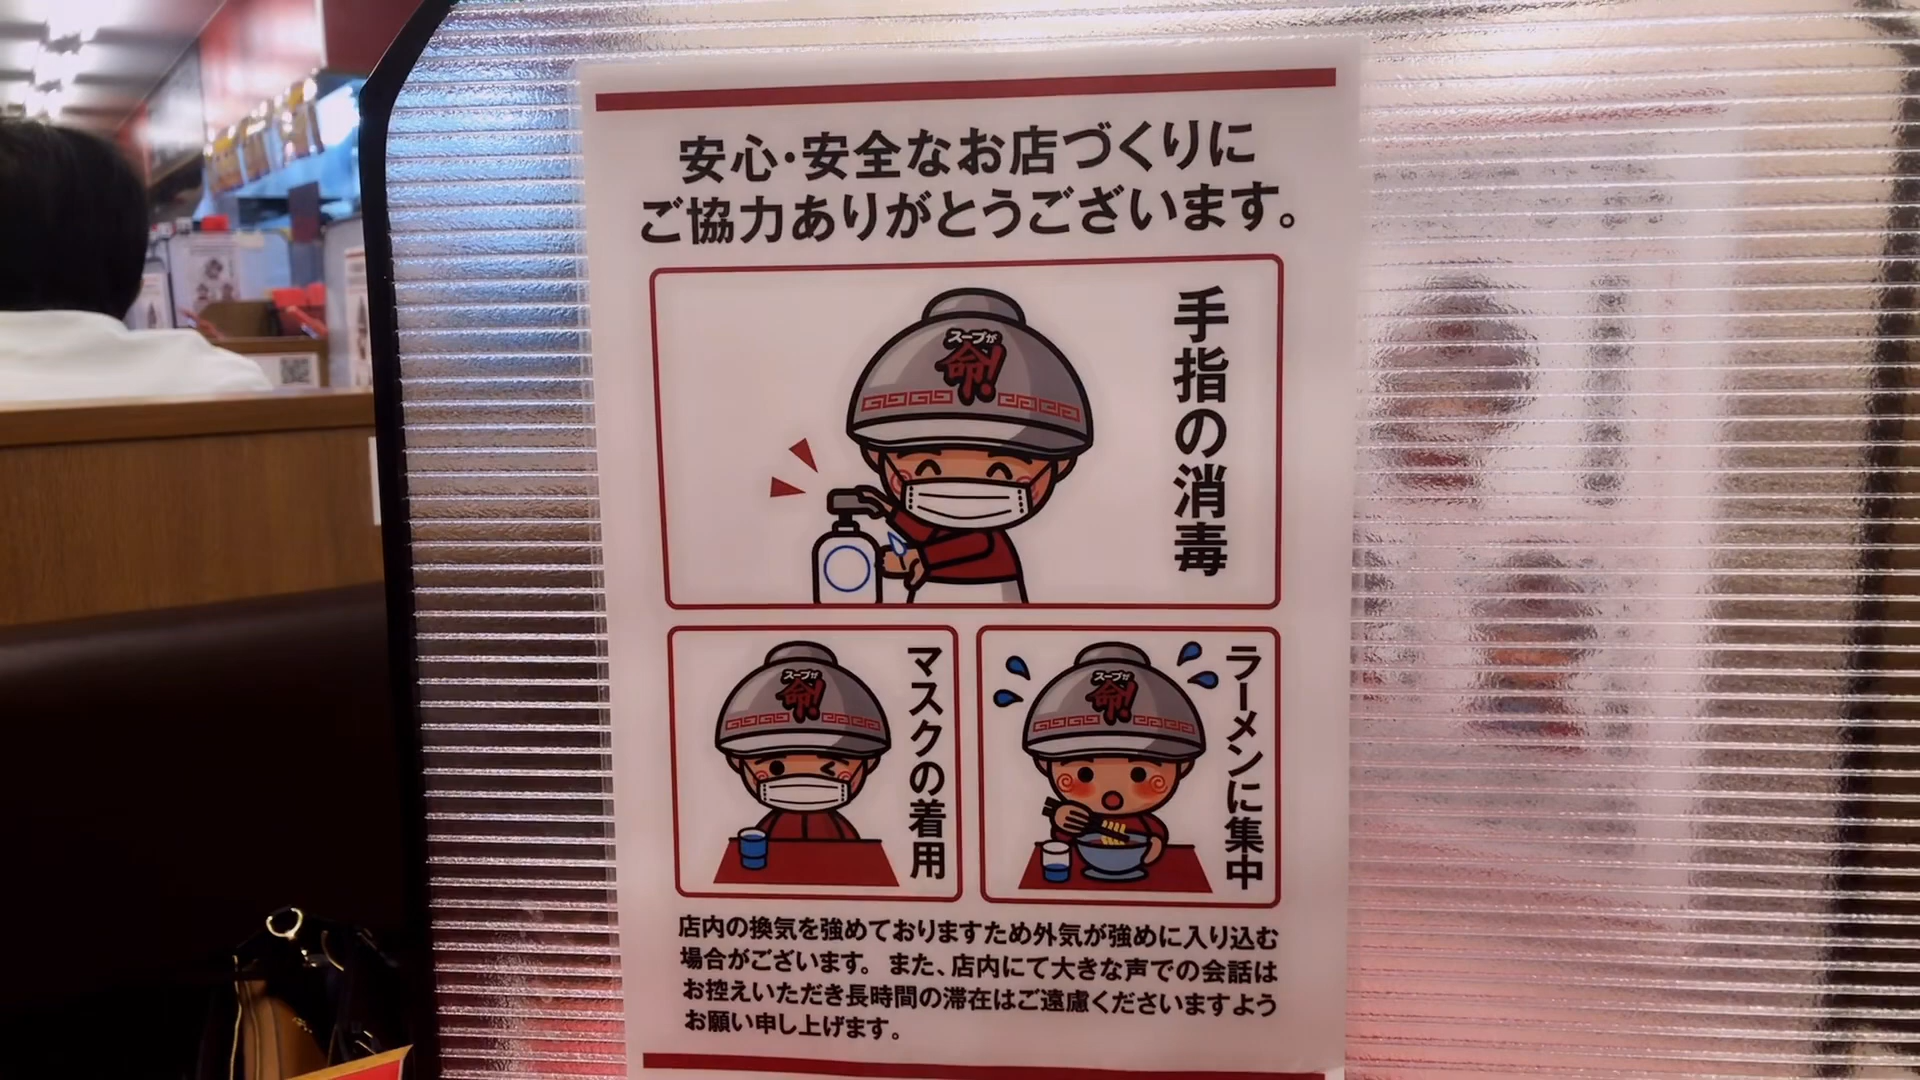 安心・安全なお店づくりに
ご協力ありがとうございます。
スープが
命!
手指の消毒
スープが
命!
マスクの着用
スープが
命!
ラーメンに集中
店内の換気を強めておりますため外気が強めに入り込む
場合がございます。また、店内にて大きな声での会話は
お控えいただき長時間の滞在はご遠慮くださいますよう
お願い申し上げます。